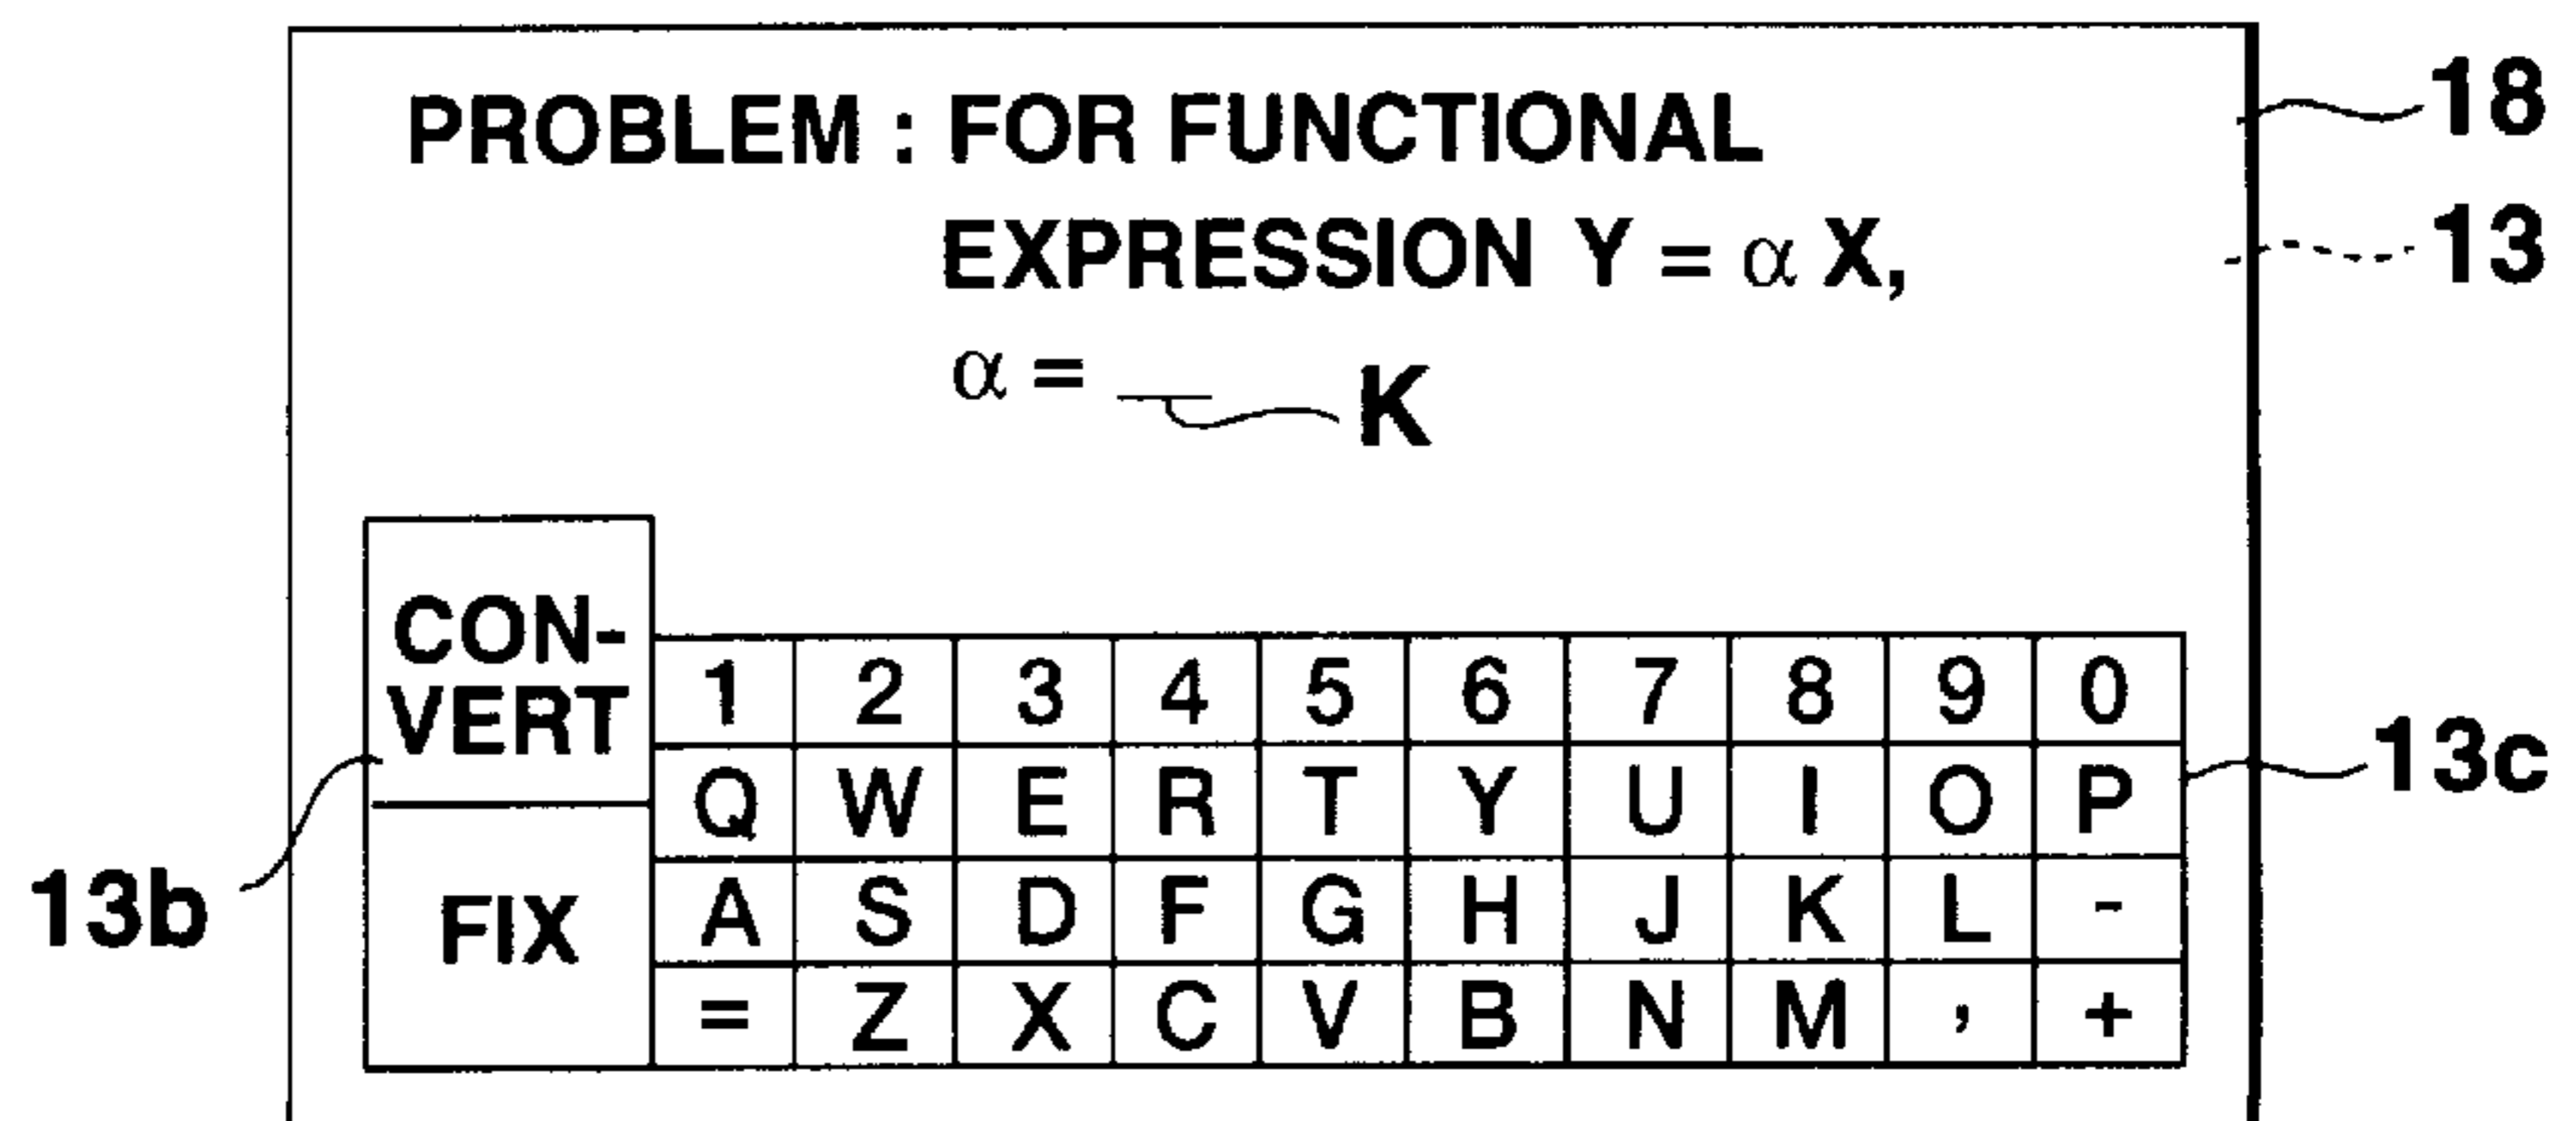 PROBLEM : FOR FUNCTIONAL
18
EXPRESSION Y = α X,
13
α = __ K
CON-
VERT
FIX
1 2 3 4 5 6 7 8 9 0
Q W E R T Y U I O P
A S D F G H J K L -
= Z X C V B N M , +
13c
13b